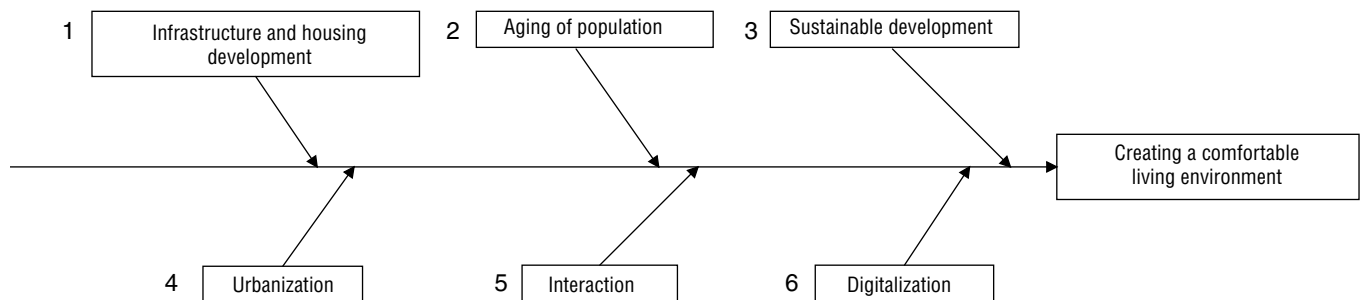 1
Infrastructure and housing
development
2
Aging of population
3
Sustainable development
Creating a comfortable
living environment
4
Urbanization
5
Interaction
6
Digitalization